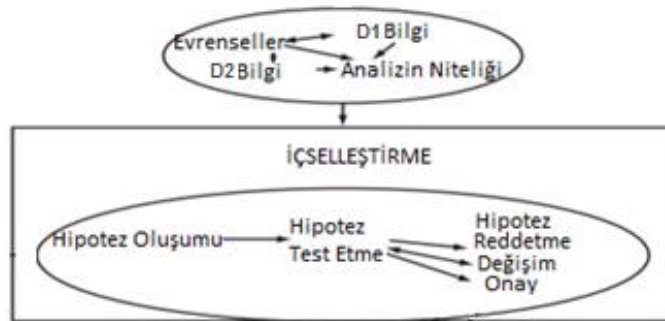 D1Bilgi
Evrenseller
D2Bilgi
Analizin Niteliği
İÇSELLEŞTİRME
Hipotez Oluşumu
Hipotez
Test Etme
Hipotez
Reddetme
Değişim
Onay